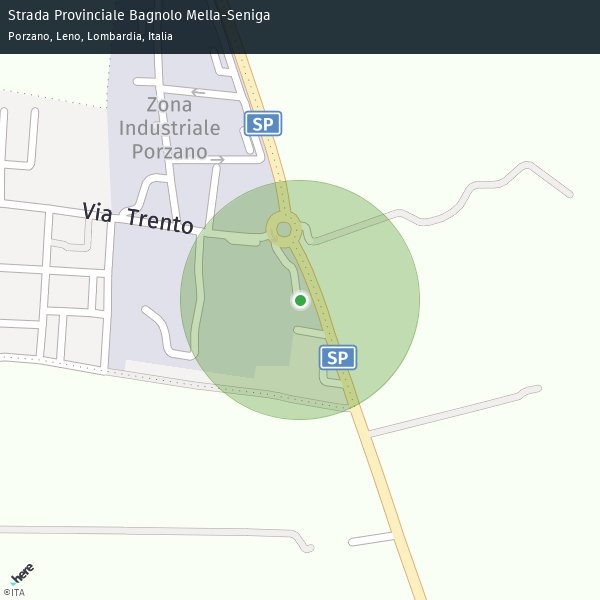 Strada Provinciale Bagnolo Mella-Seniga
Porzano, Leno, Lombardia, Italia
Zona
Industriale
Porzano
SP
Via Trento
SP
here
©ITA